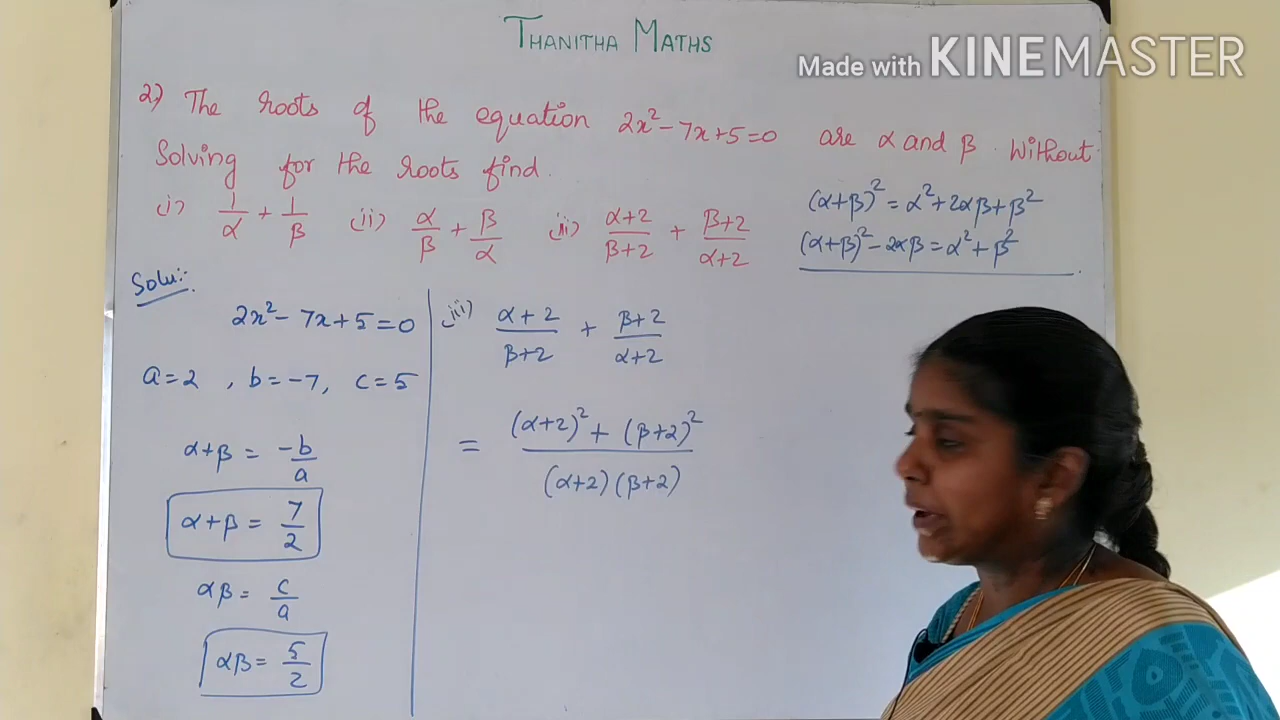 THANITHA MATHS
Made with KINEMASTER
2) The roots of the equation 2x² - 7x + 5 = 0 are α and β. Without
Solving for the roots find.
i) 1/α + 1/β ii) α/β + β/α iii) α+2/β+2 + β+2/α+2
(α+β)² = α² + 2αβ + β²
(α+β)² - 2αβ = α² + β²
Solu:
2x² - 7x + 5 = 0
a = 2, b = -7, c = 5
α+β = -b/a
α+β = 7/2
αβ = c/a
αβ = 5/2
iii) α+2/β+2 + β+2/α+2
= (α+2)² + (β+2)² / (α+2)(β+2)